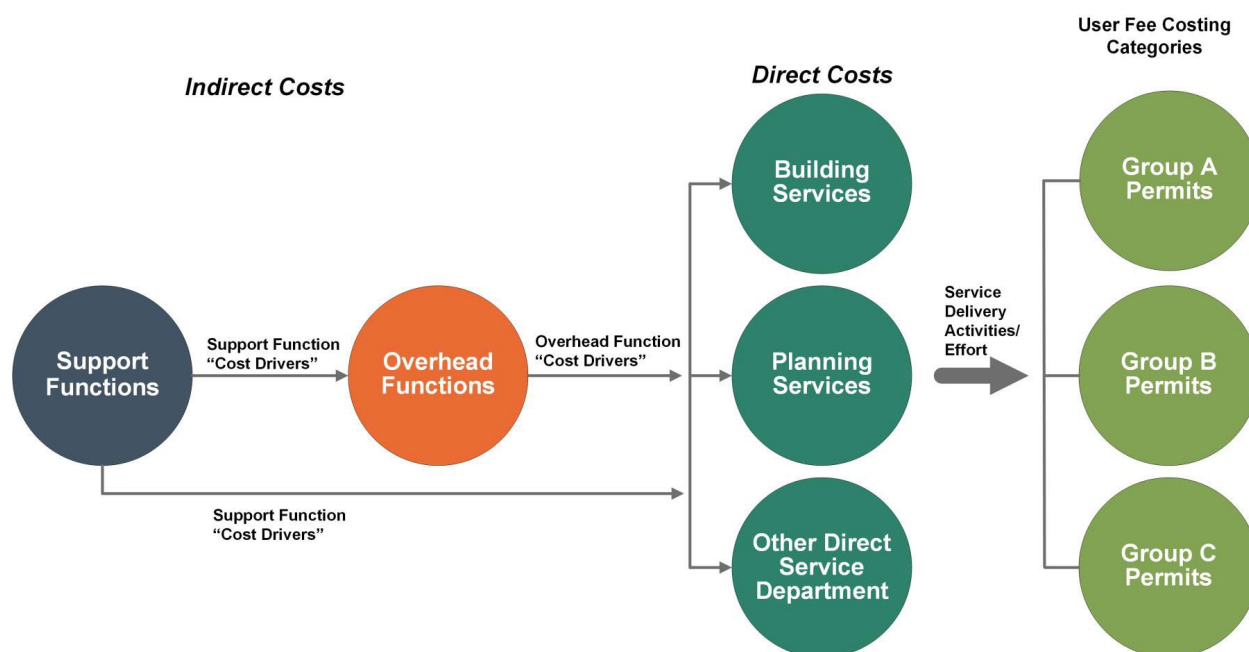 User Fee Costing
Categories
Indirect Costs
Direct Costs
Building
Services
Group A
Permits
Support
Functions
Support Function
“Cost Drivers”
Overhead
Functions
Overhead Function
“Cost Drivers”
Planning
Services
Service
Delivery
Activities/
Effort
Group B
Permits
Support Function
“Cost Drivers”
Other Direct
Service
Department
Group C
Permits